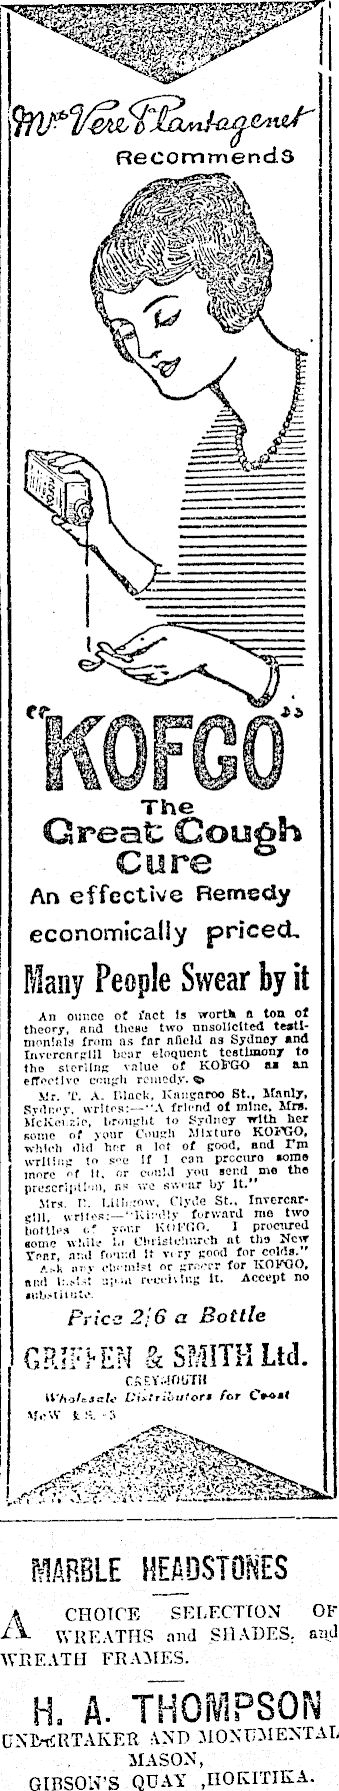 Mrs Vere Plantagenet
Recommends
"KOFGO"
The
Great Cough
Cure
An effective Remedy
economically priced.
Many People Swear by it
An ounce of fact is worth a ton of
theory, and these two unsolicited testi-
monials from as far afield as Sydney and
Invercargill bear eloquent testimony to
the sterling value of KOFGO as an
effective cough remedy.
Mr. T. A. Black, Kangaroo St., Manly,
Sydney, writes:—"A friend of mine, Mrs.
McKenzie, brought to Sydney with her
some of your Cough Mixture KOFGO,
which did her a lot of good, and I'm
writing to see if I can procure some
more of it, or could you send me the
prescription, as we swear by it."
Mrs. E. Lithgow, Clyde St., Invercar-
gill, writes:—"Kindly forward me two
bottles of your KOFGO. I procured
some while in Christchurch at the New
Year, and found it very good for colds."
Ask any chemist or grocer for KOFGO,
and insist upon receiving it. Accept no
substitute.
Price 2/6 a Bottle
GRIFFEN & SMITH Ltd.
GREYMOUTH
Wholesale Distributors for Coast
McW & S. -3
MARBLE HEADSTONES
A CHOICE SELECTION OF
WREATHS and SHADES, and
WREATH FRAMES.
H. A. THOMPSON
UNDERTAKER AND MONUMENTAL
MASON,
GIBSON'S QUAY ,HOKITIKA.